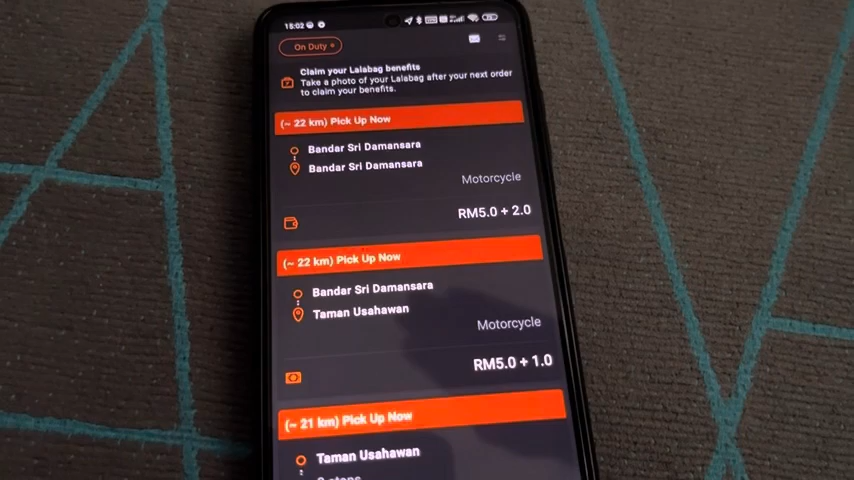 15:02
On Duty
Claim your Lalabag benefits
Take a photo of your Lalabag after your next order
to claim your benefits.
(~ 22 km) Pick Up Now
Bandar Sri Damansara
Bandar Sri Damansara
Motorcycle
RM5.0 + 2.0
(~ 22 km) Pick Up Now
Bandar Sri Damansara
Taman Usahawan
Motorcycle
RM5.0 + 1.0
(~ 21 km) Pick Up Now
Taman Usahawan
stops